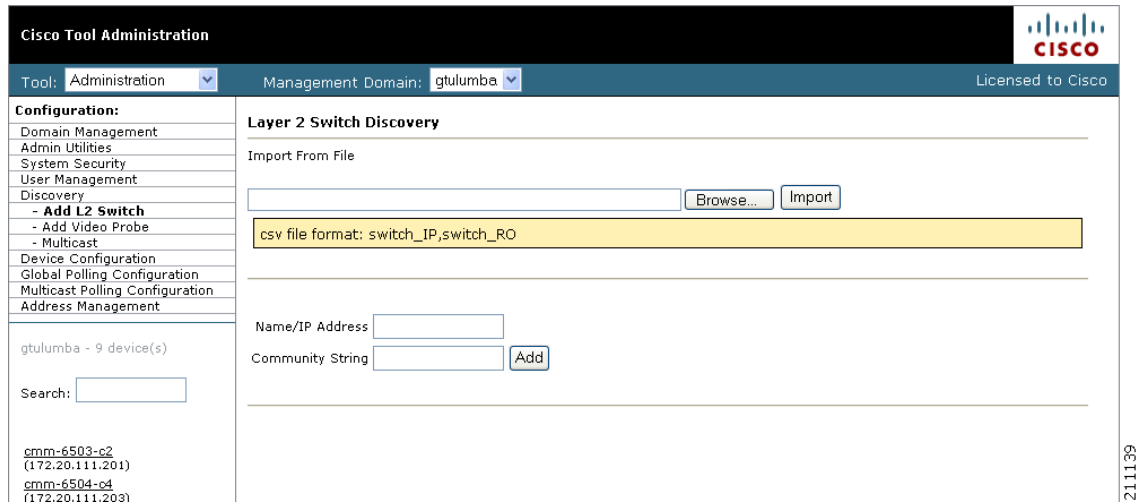 Cisco Tool Administration
CISCO
Tool: Administration
Management Domain: gtulumba
Licensed to Cisco
Configuration:
Domain Management
Admin Utilities
System Security
User Management
Discovery
- Add L2 Switch
- Add Video Probe
- Multicast
Device Configuration
Global Polling Configuration
Multicast Polling Configuration
Address Management
gtulumba - 9 device(s)
Search:
cmm-6503-c2
(172.20.111.201)
cmm-6504-c4
(172.20.111.203)
Layer 2 Switch Discovery
Import From File
Browse...
Import
csv file format: switch_IP,switch_RO
Name/IP Address
Community String
Add
211139